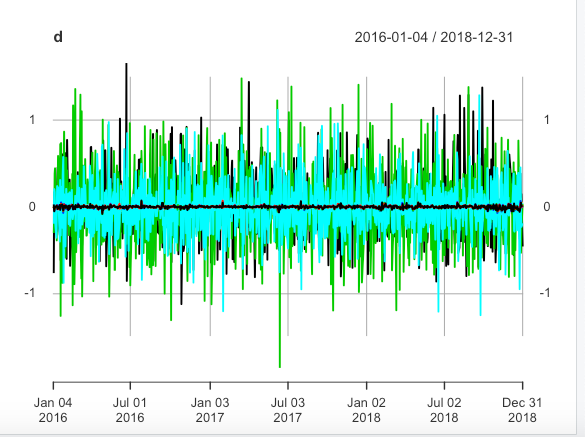 d 2016-01-04 / 2018-12-31
1 1
0 0
-1 -1
Jan 04 Jul 01 Jan 03 Jul 03 Jan 02 Jul 02 Dec 31
2016 2016 2017 2017 2018 2018 2018